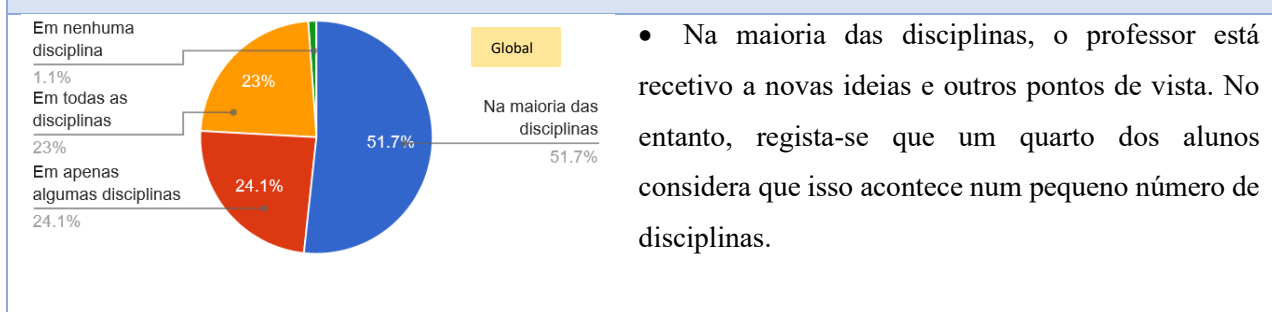 Em nenhuma
disciplina
1.1%
Em todas as
disciplinas
23%
Em apenas
algumas disciplinas
24.1%
23%
24.1%
51.7%
Global
Na maioria das
disciplinas
51.7%
• Na maioria das disciplinas, o professor está
recetivo a novas ideias e outros pontos de vista. No
entanto, regista-se que um quarto dos alunos
considera que isso acontece num pequeno número de
disciplinas.